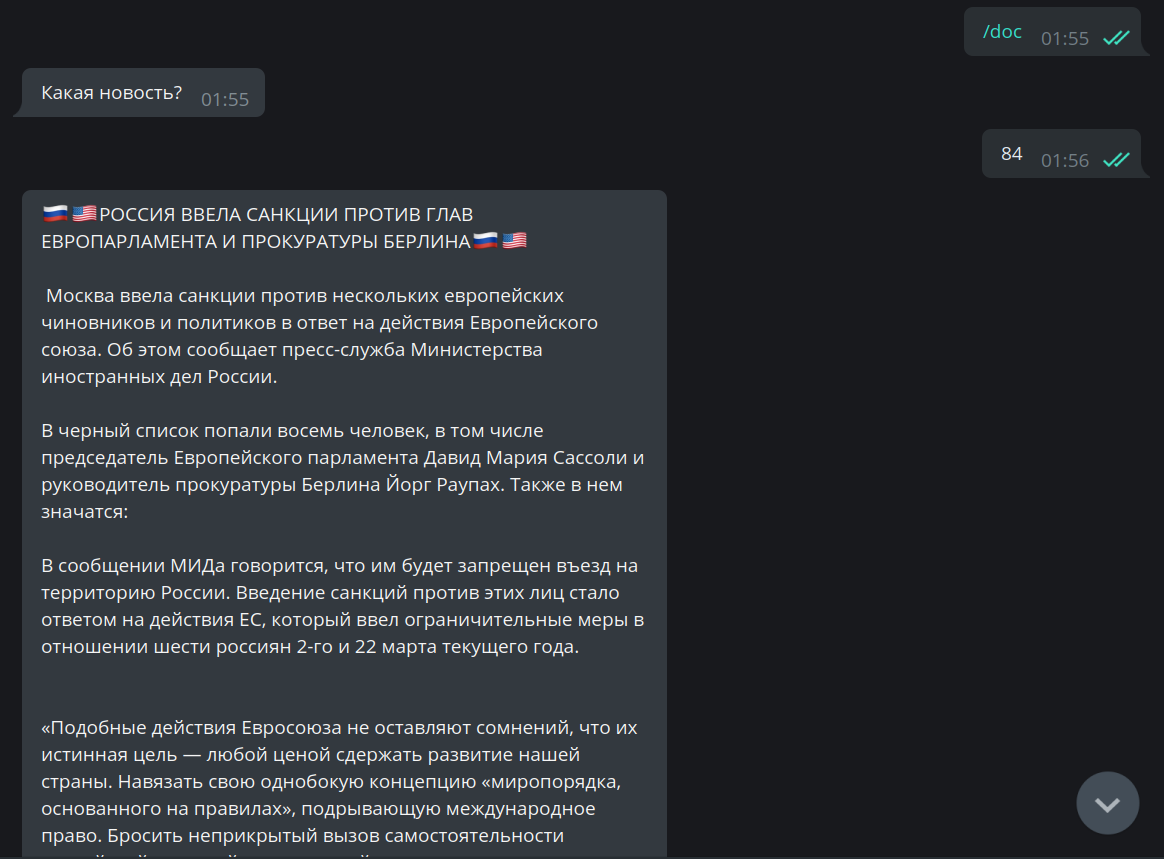 /doc 01:55
Какая новость? 01:55
84 01:56
🇷🇺🇺🇸РОССИЯ ВВЕЛА САНКЦИИ ПРОТИВ ГЛАВ
ЕВРОПАРЛАМЕНТА И ПРОКУРАТУРЫ БЕРЛИНА🇷🇺🇺🇸
Москва ввела санкции против нескольких европейских
чиновников и политиков в ответ на действия Европейского
союза. Об этом сообщает пресс-служба Министерства
иностранных дел России.
В черный список попали восемь человек, в том числе
председатель Европейского парламента Давид Мария Сассоли и
руководитель прокуратуры Берлина Йорг Раупах. Также в нем
значатся:
В сообщении МИДа говорится, что им будет запрещен въезд на
территорию России. Введение санкций против этих лиц стало
ответом на действия ЕС, который ввел ограничительные меры в
отношении шести россиян 2-го и 22 марта текущего года.
«Подобные действия Евросоюза не оставляют сомнений, что их
истинная цель — любой ценой сдержать развитие нашей
страны. Навязать свою однобокую концепцию «миропорядка,
основанного на правилах», подрывающую международное
право. Бросить неприкрытый вызов самостоятельности